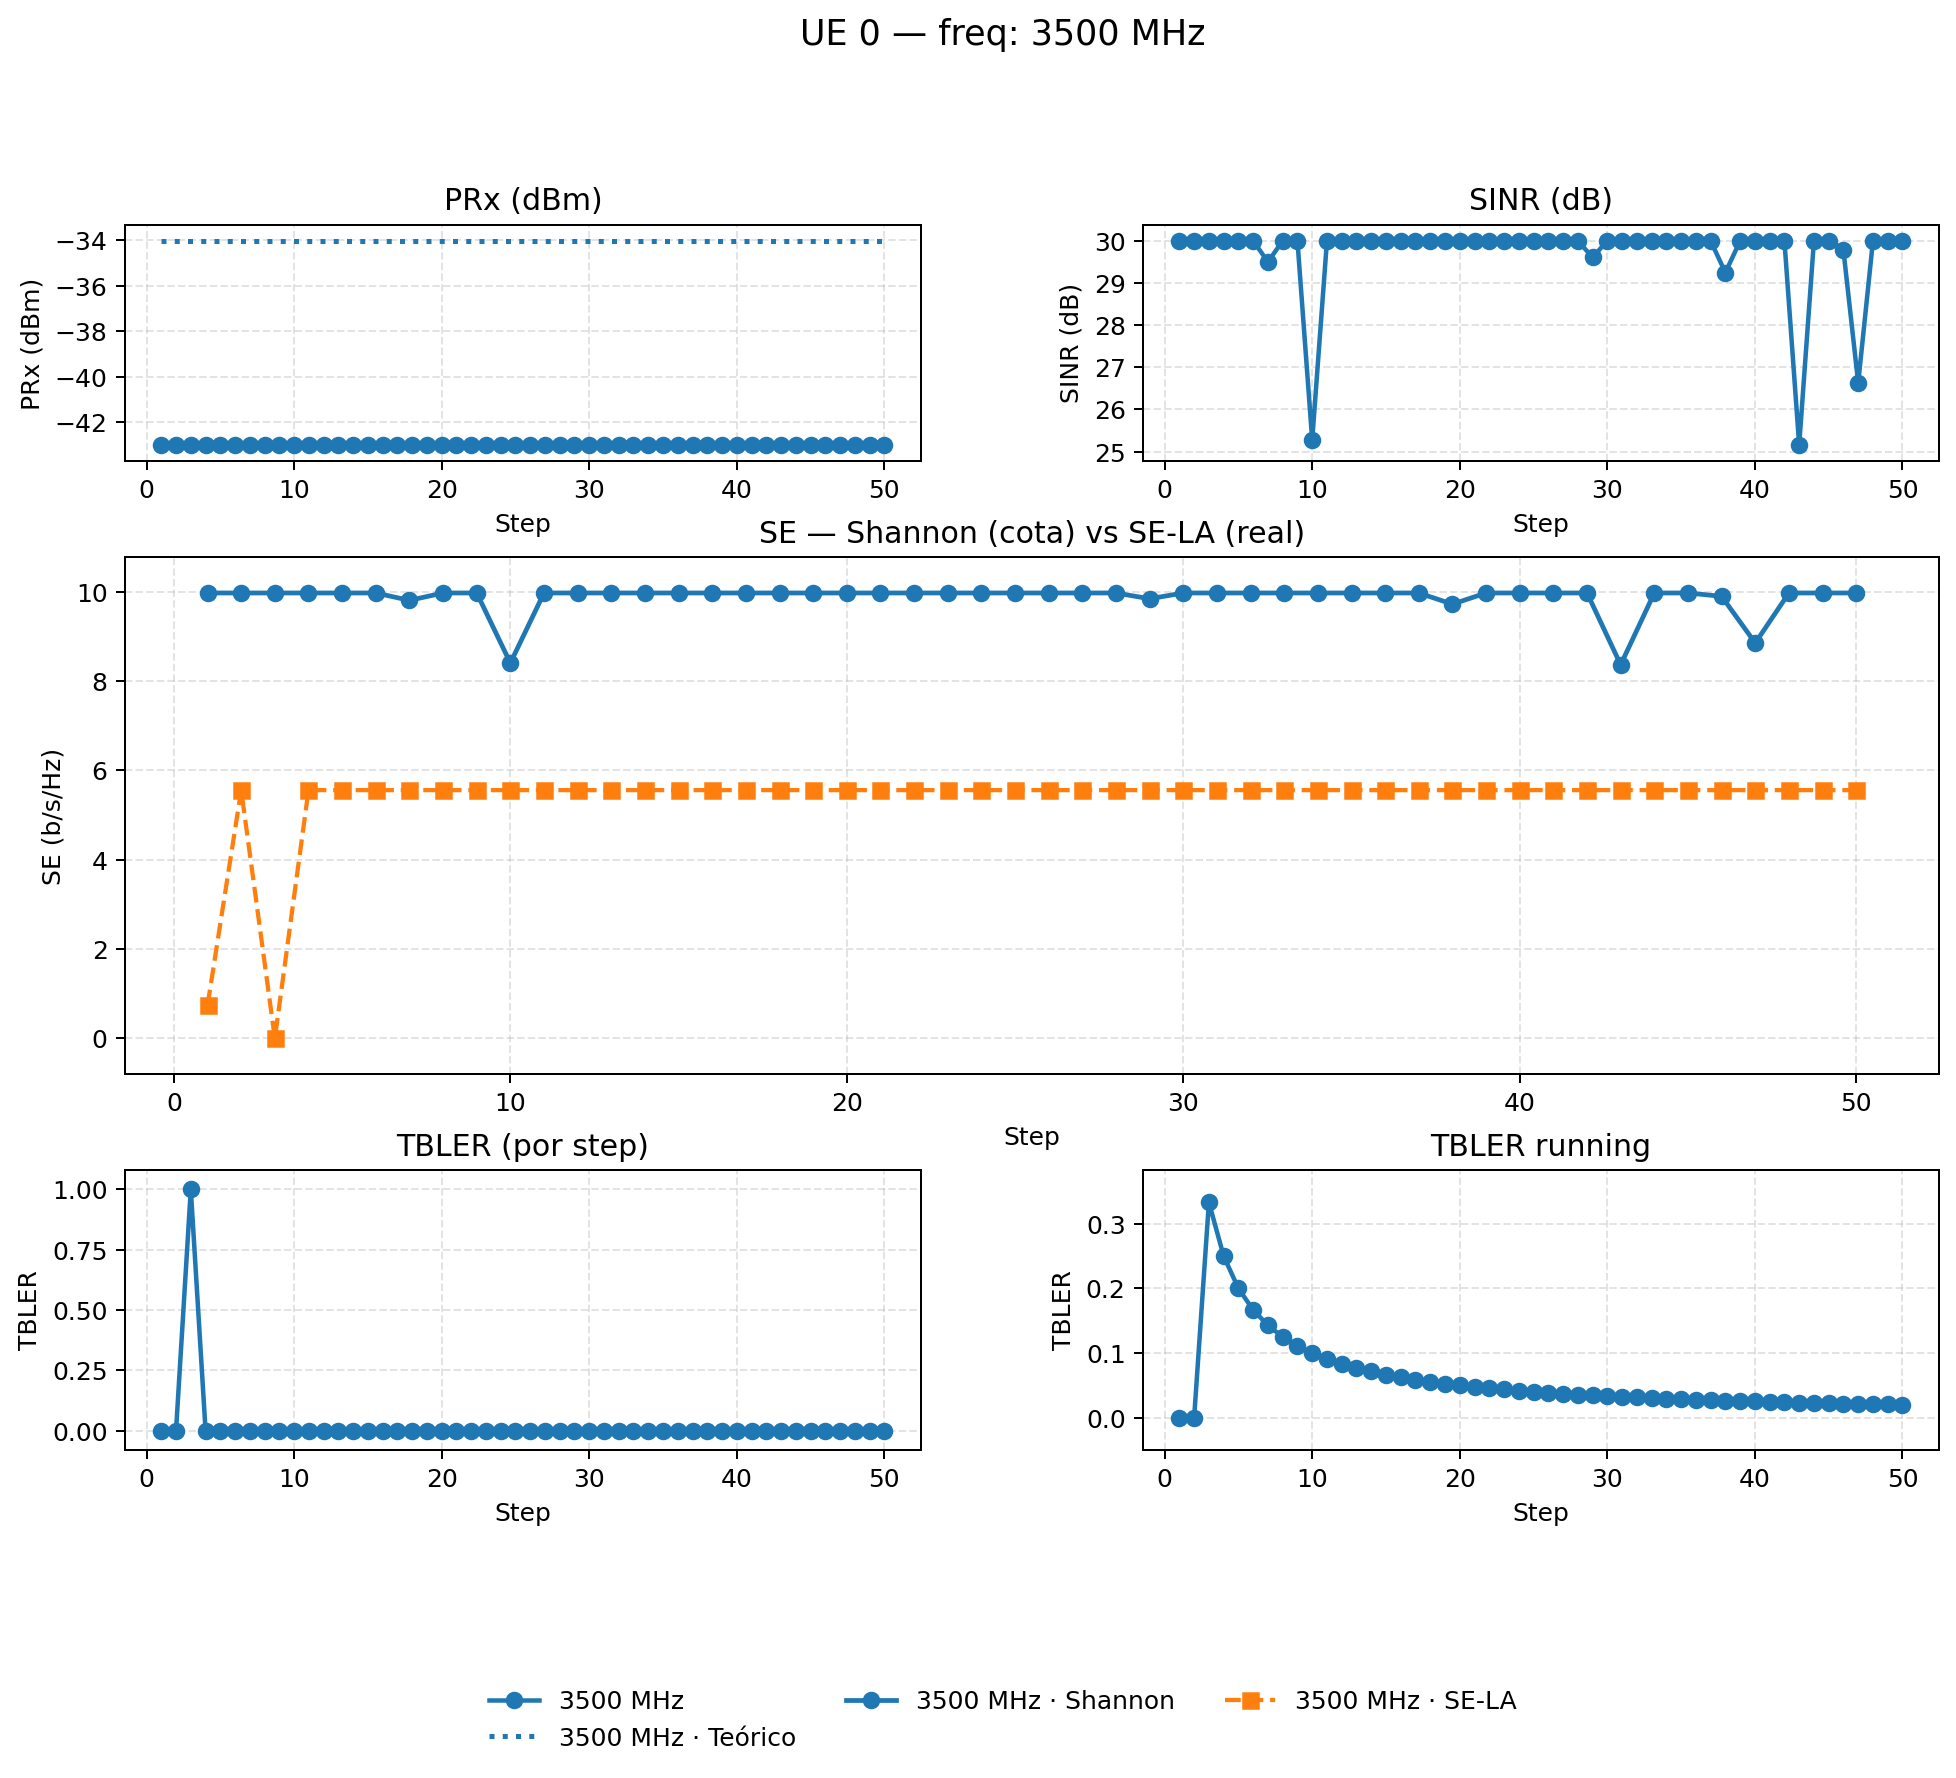 UE 0 — freq: 3500 MHz
PRx (dBm)
PRx (dBm)
−34
−36
−38
−40
−42
0 10 20 30 40 50
Step
SINR (dB)
SINR (dB)
30
29
28
27
26
25
0 10 20 30 40 50
Step
SE — Shannon (cota) vs SE-LA (real)
SE (b/s/Hz)
10
8
6
4
2
0
0 10 20 30 40 50
Step
TBLER (por step)
TBLER
1.00
0.75
0.50
0.25
0.00
0 10 20 30 40 50
Step
TBLER running
TBLER
0.3
0.2
0.1
0.0
0 10 20 30 40 50
Step
3500 MHz
3500 MHz · Teórico
3500 MHz · Shannon
3500 MHz · SE-LA